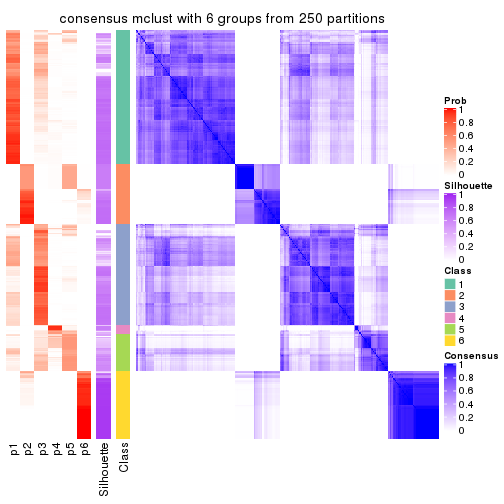 consensus mclust with 6 groups from 250 partitions
Prob
1
0.8
0.6
0.4
0.2
0
Silhouette
1
0.8
0.6
0.4
0.2
0
Class
1
2
3
4
5
6
Consensus
1
0.8
0.6
0.4
0.2
0
p1
p2
p3
p4
p5
p6
Silhouette
Class